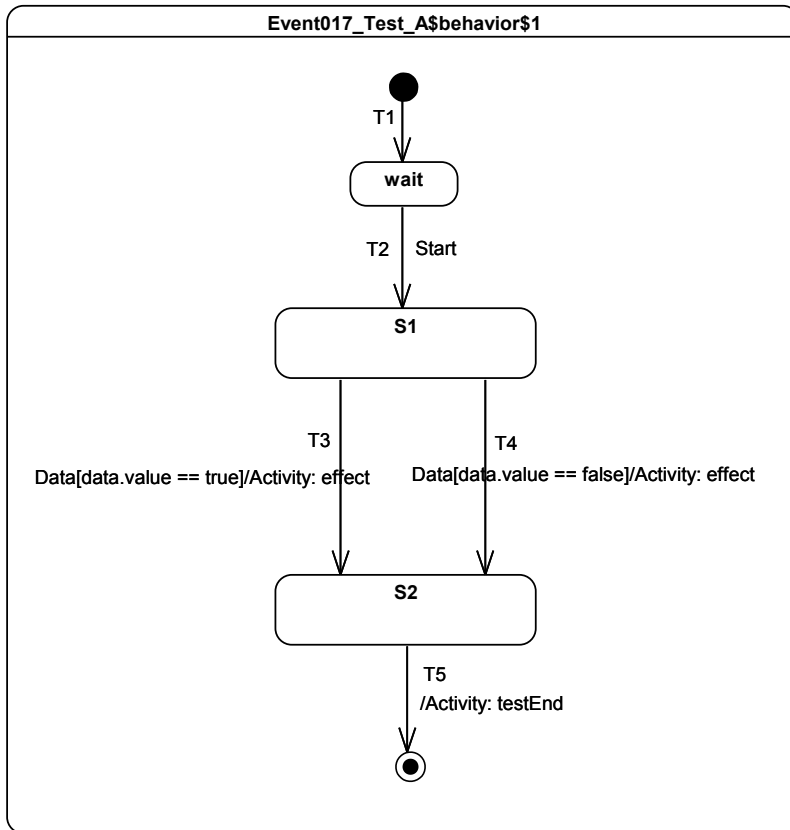 Event017_Test_A$behavior$1
T1
wait
T2 Start
S1
T3 T4
Data[data.value == true]/Activity: effect Data[data.value == false]/Activity: effect
S2
T5
/Activity: testEnd